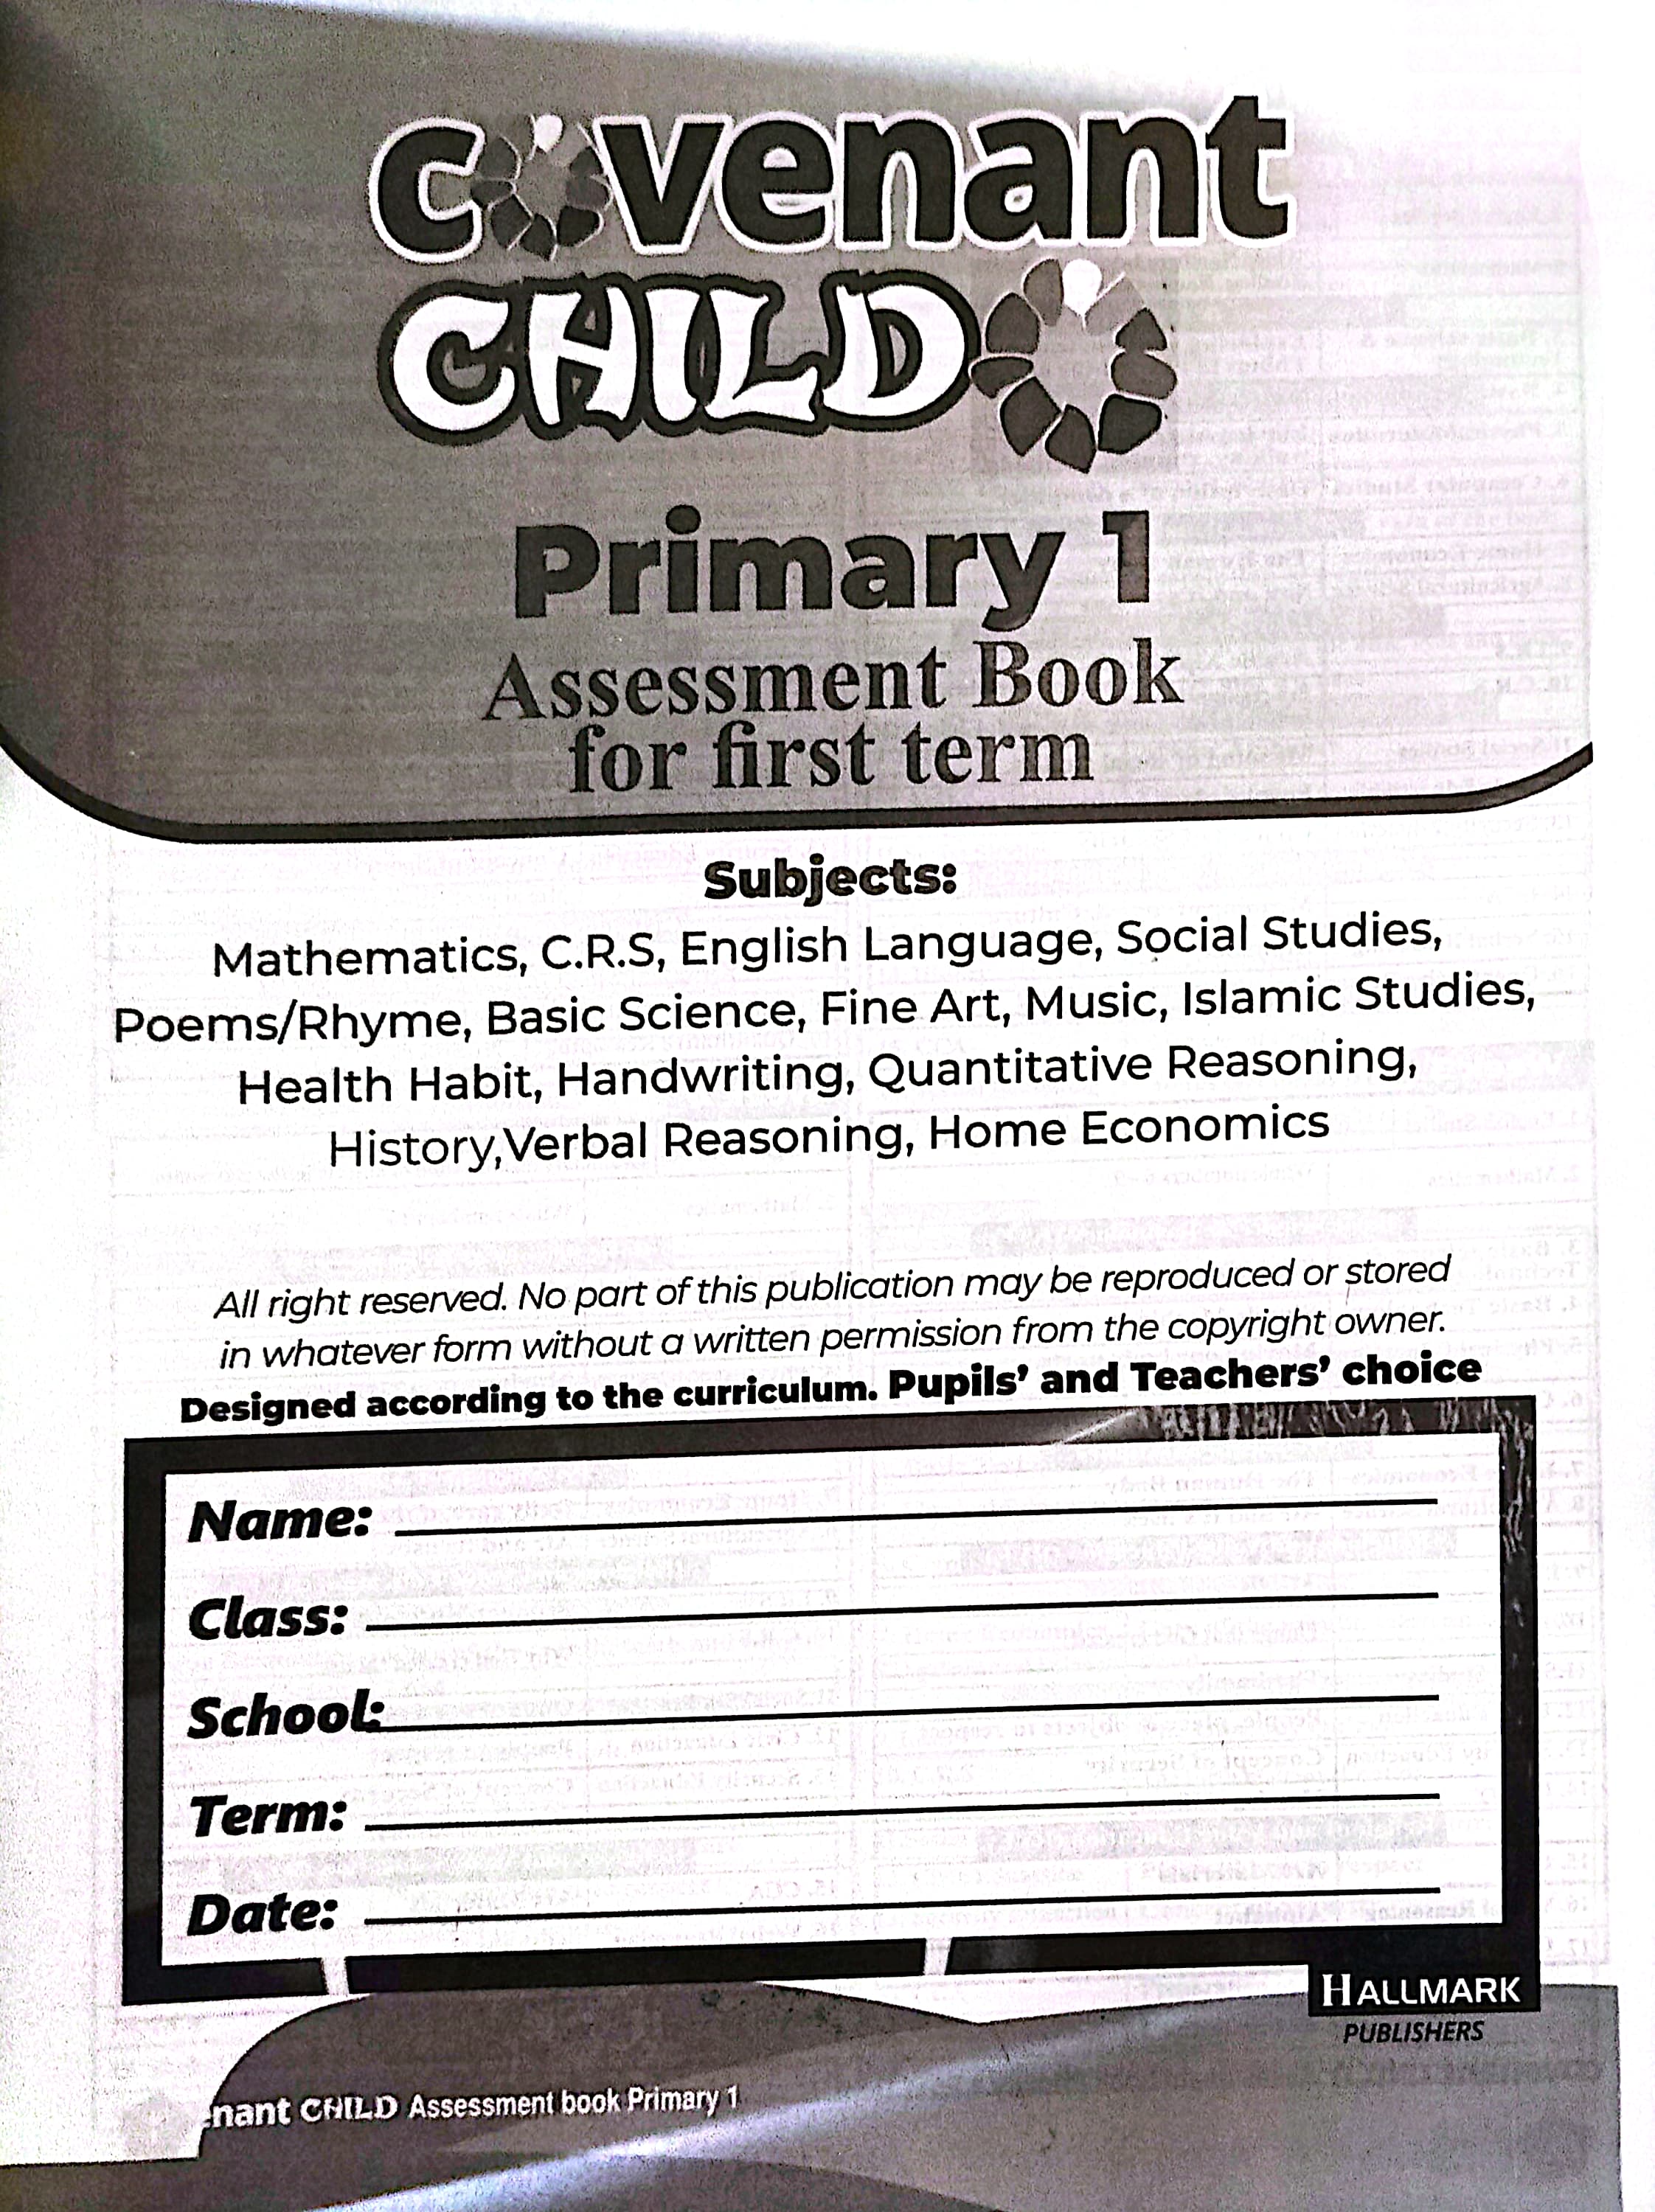 Covenant
CHILD
Primary 1
Assessment Book
for first term
Subjects:
Mathematics, C.R.S, English Language, Social Studies,
Poems/Rhyme, Basic Science, Fine Art, Music, Islamic Studies,
Health Habit, Handwriting, Quantitative Reasoning,
History,Verbal Reasoning, Home Economics
All right reserved. No part of this publication may be reproduced or stored
in whatever form without a written permission from the copyright owner.
Designed according to the curriculum. Pupils' and Teachers' choice
Name:
Class:
School:
Term:
Date:
HALLMARK
PUBLISHERS
enant CHILD Assessment book Primary 1